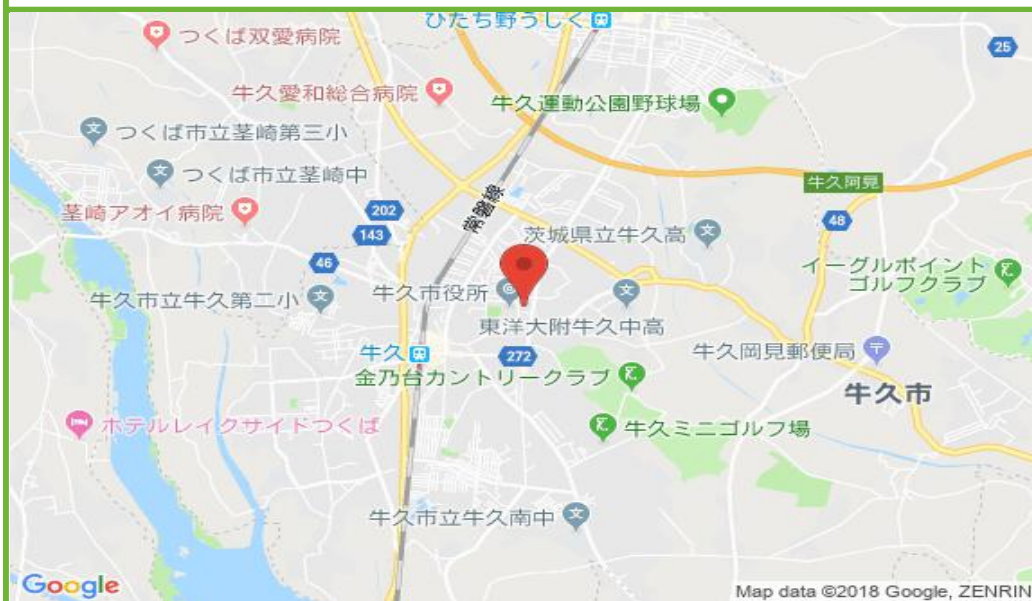 ひたち野うしく
つくば双愛病院
25
牛久愛和総合病院
牛久運動公園野球場
つくば市立茎崎第三小
つくば市立茎崎中
牛久阿見
常磐線
茎崎アオイ病院
202
48
143
茨城県立牛久高
46
イーグルポイント
ゴルフクラブ
牛久市役所
牛久市立牛久第二小
東洋大附牛久中高
牛久
272
牛久岡見郵便局
金乃台カントリークラブ
牛久市
ホテルレイクサイドつくば
牛久ミニゴルフ場
牛久市立牛久南中
Google
Map data ©2018 Google, ZENRIN